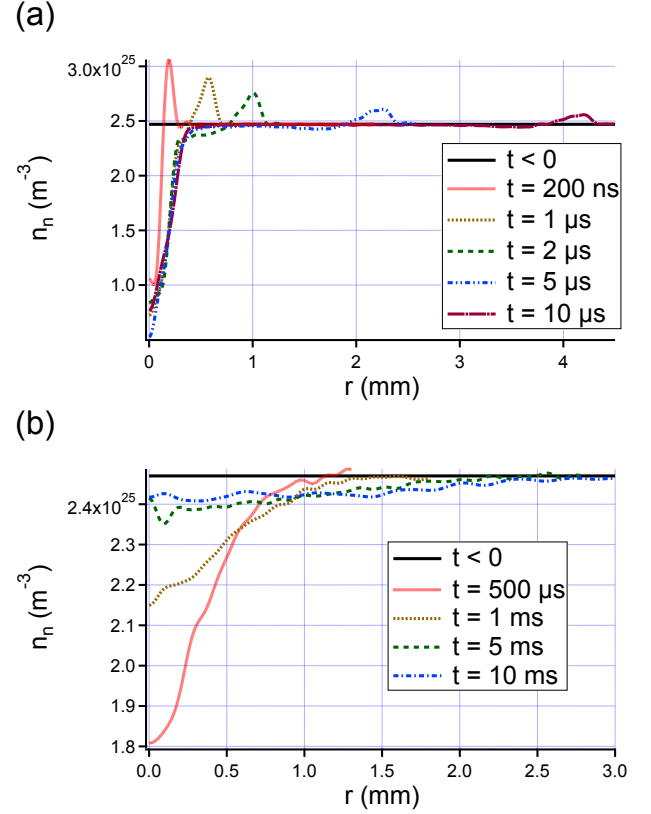 (a)
3.0x10^25
2.5
2.0
1.5
1.0
n_n (m^-3)
0
1
2
3
4
r (mm)
t < 0
t = 200 ns
t = 1 µs
t = 2 µs
t = 5 µs
t = 10 µs
(b)
2.4x10^25
2.3
2.2
2.1
2.0
1.9
1.8
n_n (m^-3)
0.0
0.5
1.0
1.5
2.0
2.5
3.0
r (mm)
t < 0
t = 500 µs
t = 1 ms
t = 5 ms
t = 10 ms